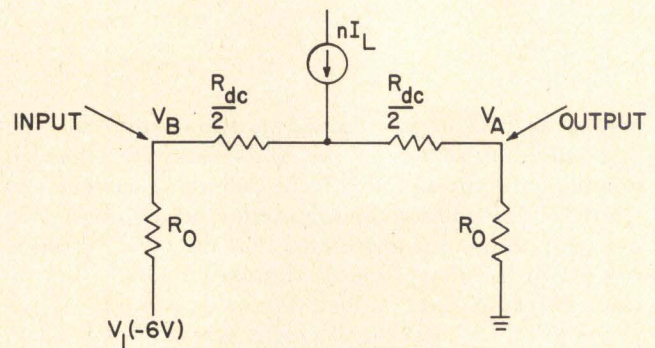 nI_L
R_dc/2
R_dc/2
INPUT
V_B
V_A
OUTPUT
R_O
R_O
V_I(-6V)